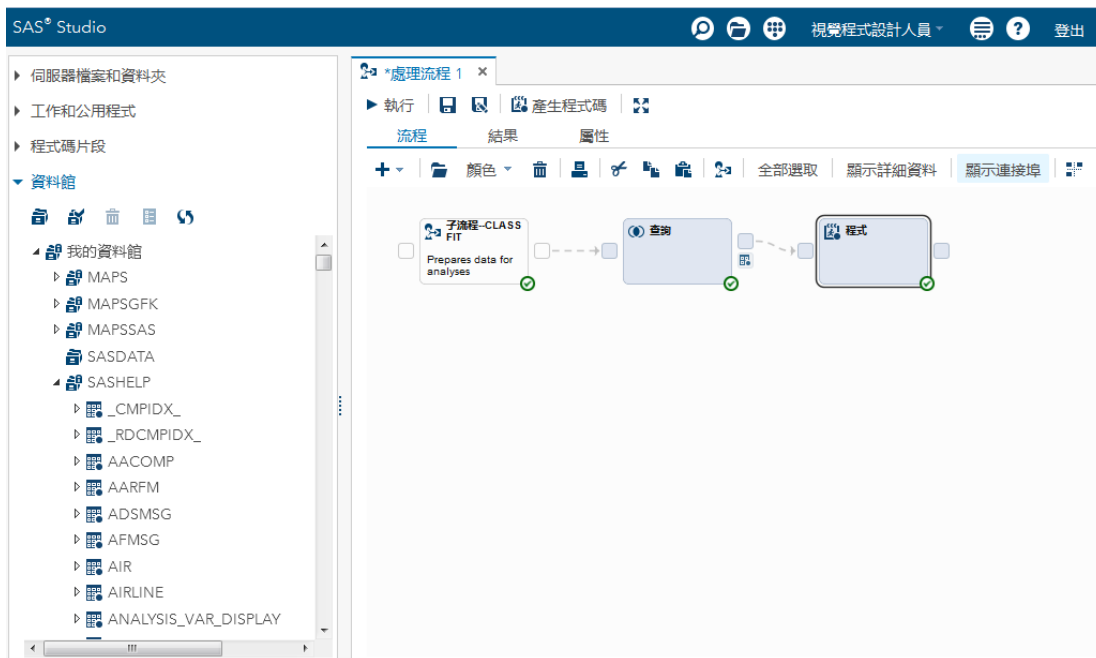 SAS® Studio
視覺程式設計人員
登出
伺服器檔案和資料夾
工作和公用程式
程式碼片段
資料館
我的資料館
MAPS
MAPSGFK
MAPSSAS
SASDATA
SASHELP
_CMPIDX_
_RDCMPIDX_
AACOMP
AARFM
ADSMSG
AFMSG
AIR
AIRLINE
ANALYSIS_VAR_DISPLAY
*處理流程 1 ×
執行 產生程式碼
流程 結果 屬性
顏色 全部選取 顯示詳細資料 顯示連接埠
子流程--CLASS
FIT
Prepares data for
analyses
查詢
程式